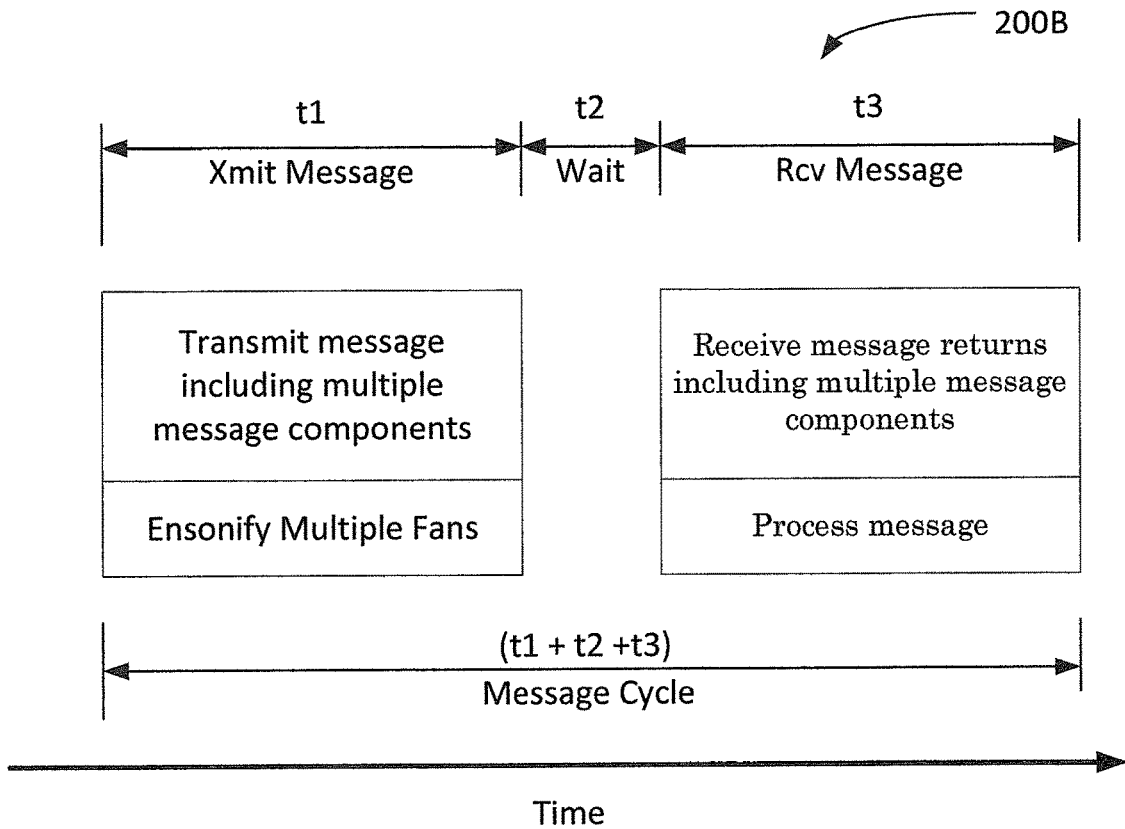 200B
t1
t2
t3
Xmit Message
Wait
Rcv Message
Transmit message
including multiple
message components
Receive message returns
including multiple message
components
Ensonify Multiple Fans
Process message
(t1 + t2 +t3)
Message Cycle
Time